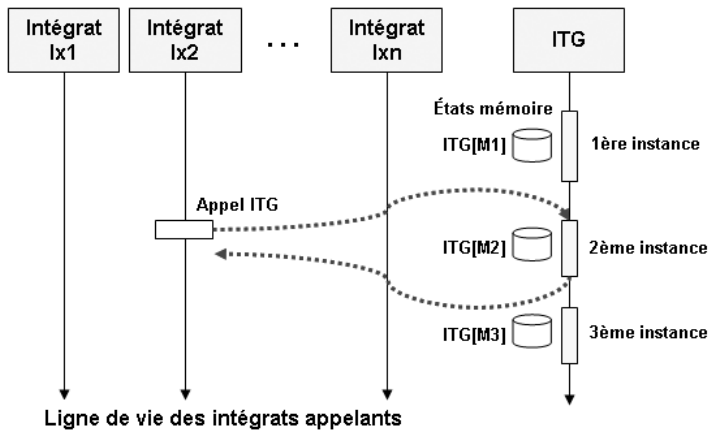 Intégrat
Ix1
Intégrat
Ix2
...
Intégrat
Ixn
ITG
États mémoire
ITG[M1]
1ère instance
Appel ITG
ITG[M2]
2ème instance
ITG[M3]
3ème instance
Ligne de vie des intégrats appelants